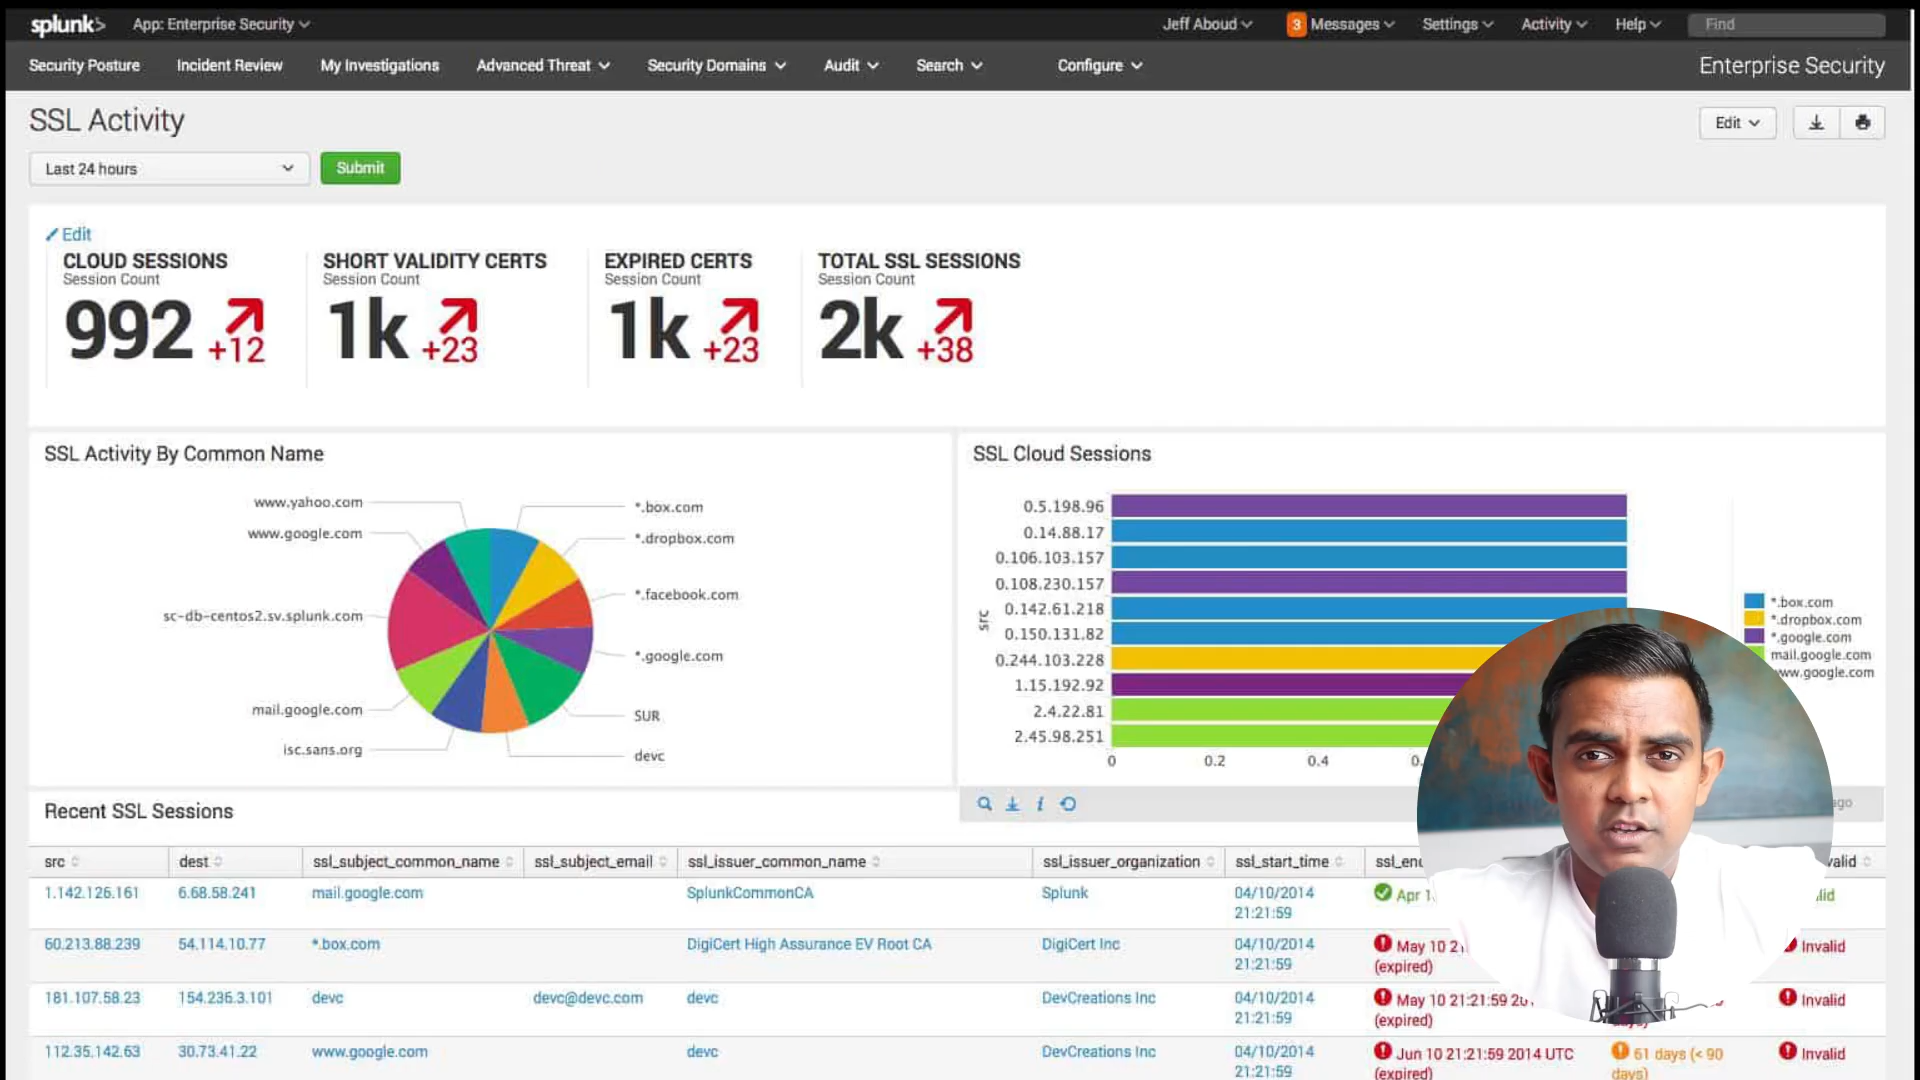 splunk> App: Enterprise Security Jeff Aboud 3 Messages Settings Activity Help Find
Security Posture Incident Review My Investigations Advanced Threat Security Domains Audit Search Configure Enterprise Security
SSL Activity
Edit
Last 24 hours Submit
Edit
CLOUD SESSIONS
Session Count
992 +12
SHORT VALIDITY CERTS
Session Count
1k +23
EXPIRED CERTS
Session Count
1k +23
TOTAL SSL SESSIONS
Session Count
2k +38
SSL Activity By Common Name
www.yahoo.com
www.google.com
sc-db-centos2.sv.splunk.com
mail.google.com
isc.sans.org
*.box.com
*.dropbox.com
*.facebook.com
*.google.com
SUR
devc
SSL Cloud Sessions
src
0.5.198.96
0.14.88.17
0.106.103.157
0.108.230.157
0.142.61.218
0.150.131.82
0.244.103.228
1.15.192.92
2.4.22.81
2.45.98.251
0 0.2 0.4
*.box.com
*.dropbox.com
*.google.com
mail.google.com
www.google.com
ago
Recent SSL Sessions
src dest ssl_subject_common_name ssl_subject_email ssl_issuer_common_name ssl_issuer_organization ssl_start_time
1.142.126.161 6.68.58.241 mail.google.com SplunkCommonCA Splunk 04/10/2014 Apr
21:21:59
60.213.88.239 54.114.10.77 *.box.com DigiCert High Assurance EV Root CA DigiCert Inc 04/10/2014 May 10 Invalid
21:21:59 (expired)
181.107.58.23 154.236.3.101 devc devc@devc.com devc DevCreations Inc 04/10/2014 May 10 21:21:59 Invalid
21:21:59 (expired)
112.35.142.63 30.73.41.22 www.google.com devc DevCreations Inc 04/10/2014 Jun 10 21:21:59 2014 UTC 61 days (< 90 Invalid
21:21:59 (expired) days)